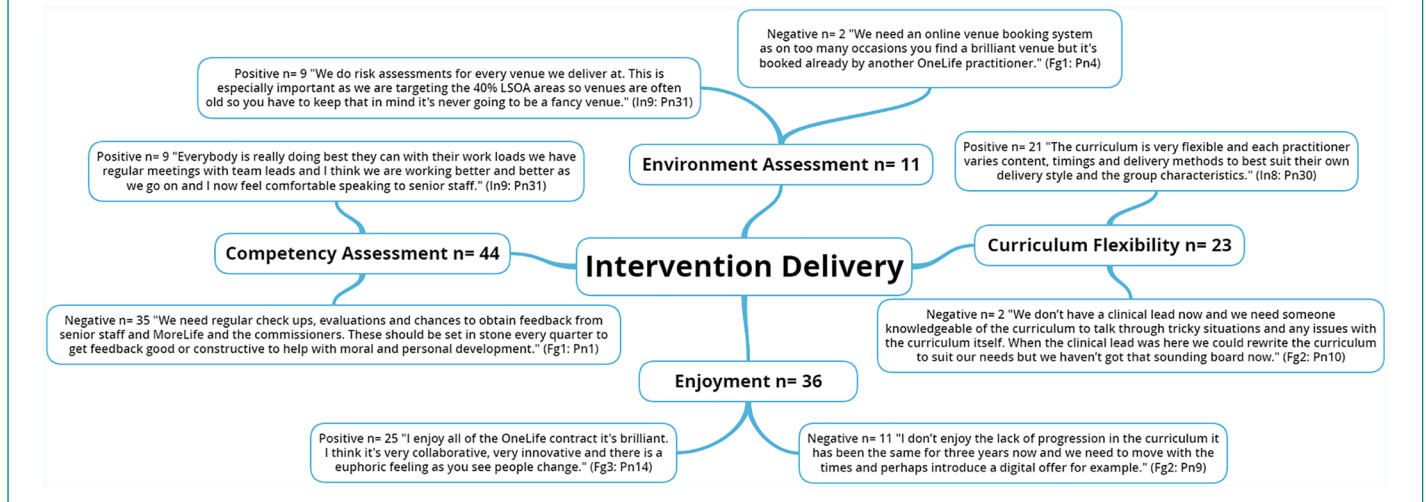 Negative n= 2 "We need an online venue booking system
as on too many occasions you find a brilliant venue but it's
booked already by another OneLife practitioner." (Fg1: Pn4)
Positive n= 9 "We do risk assessments for every venue we deliver at. This is
especially important as we are targeting the 40% LSOA areas so venues are often
old so you have to keep that in mind it's never going to be a fancy venue." (In9: Pn31)
Environment Assessment n= 11
Positive n= 9 "Everybody is really doing best they can with their work loads we have
regular meetings with team leads and I think we are working better and better as
we go on and I now feel comfortable speaking to senior staff." (In9: Pn31)
Positive n= 21 "The curriculum is very flexible and each practitioner
varies content, timings and delivery methods to best suit their own
delivery style and the group characteristics." (In8: Pn30)
Competency Assessment n= 44
Intervention Delivery
Curriculum Flexibility n= 23
Negative n= 35 "We need regular check ups, evaluations and chances to obtain feedback from
senior staff and MoreLife and the commissioners. These should be set in stone every quarter to
get feedback good or constructive to help with moral and personal development." (Fg1: Pn1)
Negative n= 2 "We don't have a clinical lead now and we need someone
knowledgeable of the curriculum to talk through tricky situations and any issues with
the curriculum itself. When the clinical lead was here we could rewrite the curriculum
to suit our needs but we haven't got that sounding board now." (Fg2: Pn10)
Enjoyment n= 36
Positive n= 25 "I enjoy all of the OneLife contract it's brilliant.
I think it's very collaborative, very innovative and there is a
euphoric feeling as you see people change." (Fg3: Pn14)
Negative n= 11 "I don't enjoy the lack of progression in the curriculum it
has been the same for three years now and we need to move with the
times and perhaps introduce a digital offer for example." (Fg2: Pn9)